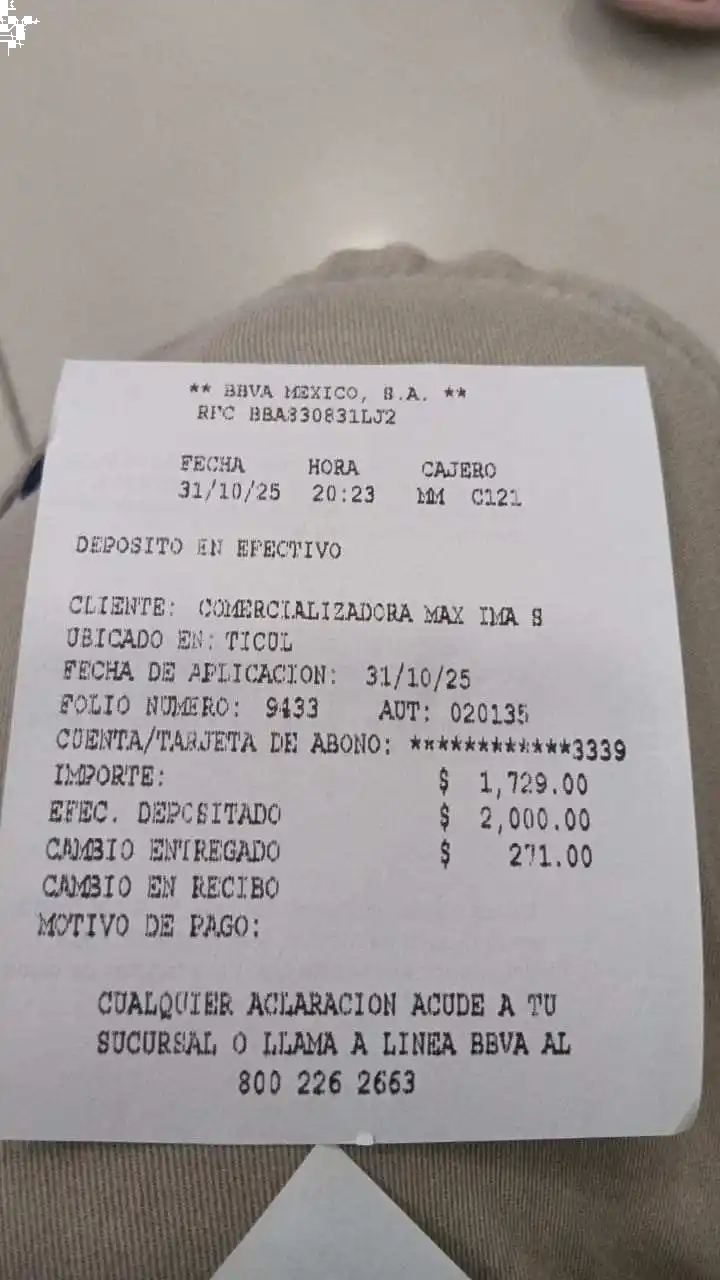 ** BBVA MEXICO, S.A. **
RFC BBA830831LJ2
FECHA HORA CAJERO
31/10/25 20:23 MM C121
DEPOSITO EN EFECTIVO
CLIENTE: COMERCIALIZADORA MAX IMA S
UBICADO EN: TICUL
FECHA DE APLICACION: 31/10/25
FOLIO NUMERO: 9433 AUT: 020135
CUENTA/TARJETA DE ABONO: ************3339
IMPORTE: $ 1,729.00
EFEC. DEPOSITADO $ 2,000.00
CAMBIO ENTREGADO $ 271.00
CAMBIO EN RECIBO
MOTIVO DE PAGO:
CUALQUIER ACLARACION ACUDE A TU
SUCURSAL O LLAMA A LINEA BBVA AL
800 226 2663